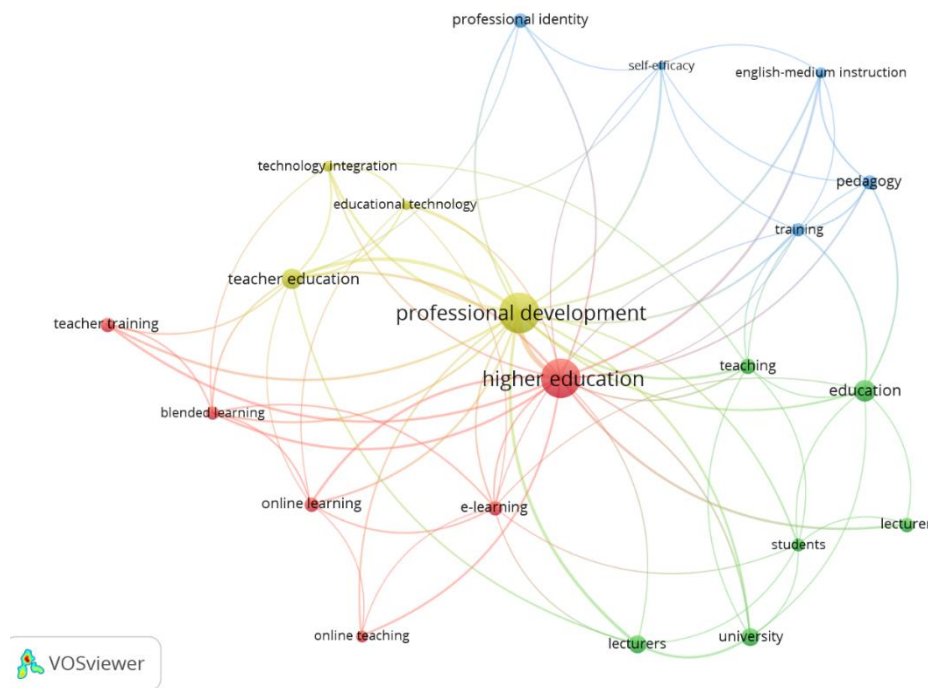 professional identity
self-efficacy
english-medium instruction
technology integration
pedagogy
educational technology
training
teacher education
professional development
teacher training
teaching
higher education
education
blended learning
online learning
e-learning
lecturer
students
online teaching
lecturers
university
VOSviewer